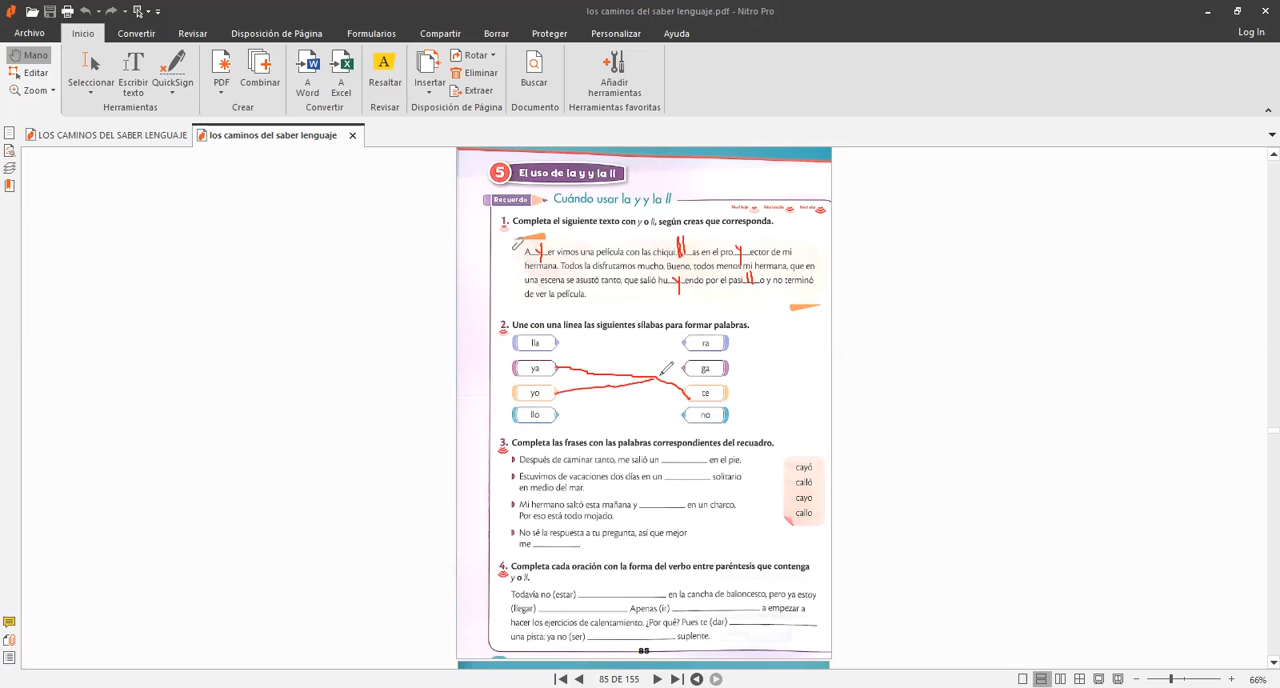 los caminos del saber lenguaje.pdf - Nitro Pro
Archivo Inicio Convertir Revisar Disposición de Página Formularios Compartir Borrar Proteger Personalizar Ayuda Log In
Mano
Editar
Zoom
Seleccionar Escribir texto QuickSign
Herramientas
PDF Combinar
Crear
A Word A Excel
Convertir
Resaltar
Revisar
Insertar Rotar
Eliminar
Extraer
Disposición de Página
Buscar
Documento
Añadir herramientas
Herramientas favoritas
LOS CAMINOS DEL SABER LENGUAJE los caminos del saber lenguaje
5 El uso de la y y la ll
Recuerdo Cuándo usar la y y la ll
1. Completa el siguiente texto con y o ll, según creas que corresponda.
A y er vimos una película con las chiqui ll as en el pro y ector de mi
hermana. Todos la disfrutamos mucho. Bueno, todos menos mi hermana, que en
una escena se asustó tanto, que salió hu y endo por el pasi ll o y no terminó
de ver la película.
2. Une con una línea las siguientes sílabas para formar palabras.
lla ra
ya ga
yo te
llo no
3. Completa las frases con las palabras correspondientes del recuadro.
Después de caminar tanto, me salió un ________ en el pie.
Estuvimos de vacaciones dos días en un ________ solitario
en medio del mar.
Mi hermano saltó esta mañana y ________ en un charco.
Por eso está todo mojado.
No sé la respuesta a tu pregunta, así que mejor
me ________.
cayó
calló
cayo
callo
4. Completa cada oración con la forma del verbo entre paréntesis que contenga
y o ll.
Todavía no (estar) ________ en la cancha de baloncesto, pero ya estoy
(llegar) ________. Apenas (ir) ________ a empezar a
hacer los ejercicios de calentamiento. ¿Por qué? Pues te (dar) ________
una pista: ya no (ser) ________ suplente.
85
85 DE 155
66%